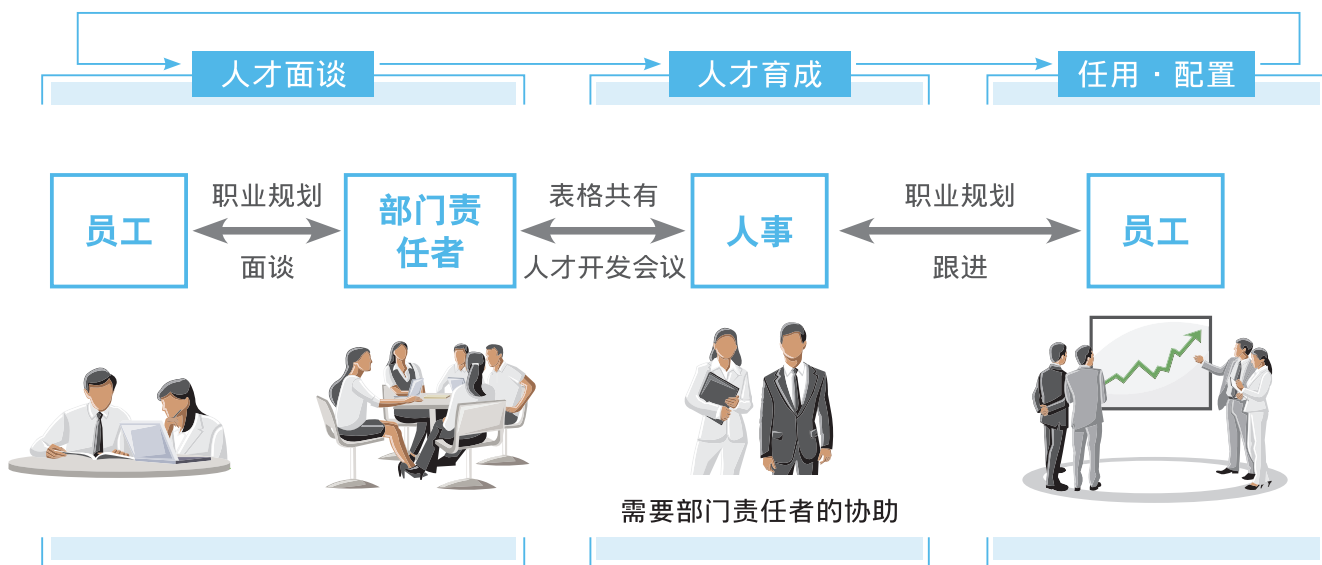 人才面谈
人才育成
任用·配置
员工
职业规划
面谈
部门责
任者
表格共有
人才开发会议
人事
职业规划
跟进
员工
需要部门责任者的协助